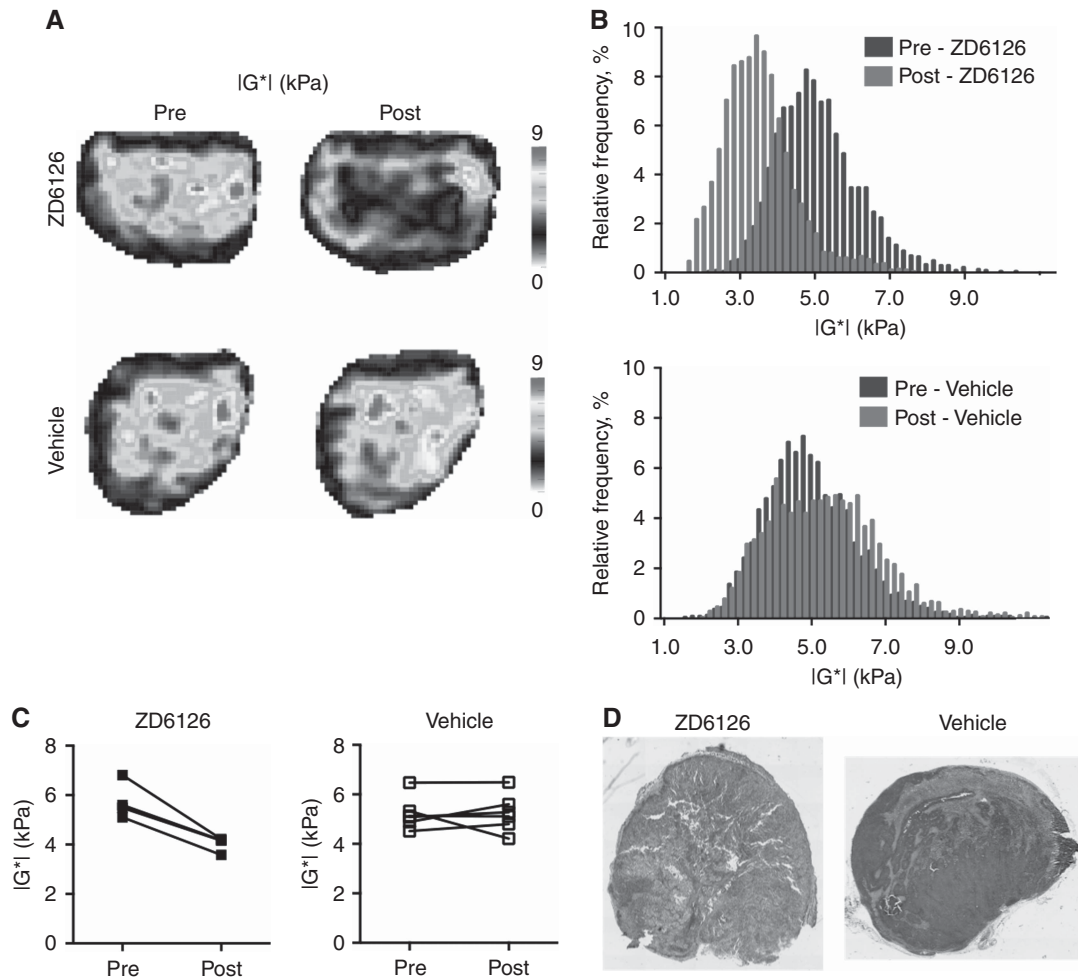 A
|G*| (kPa)
Pre
Post
ZD6126
9
0
Vehicle
9
0
B
Relative frequency, %
10
8
6
4
2
0
Pre - ZD6126
Post - ZD6126
1.0 3.0 5.0 7.0 9.0
|G*| (kPa)
Relative frequency, %
10
8
6
4
2
0
Pre - Vehicle
Post - Vehicle
1.0 3.0 5.0 7.0 9.0
|G*| (kPa)
C
ZD6126
|G*| (kPa)
8
6
4
2
0
Pre Post
Vehicle
|G*| (kPa)
8
6
4
2
0
Pre Post
D
ZD6126
Vehicle